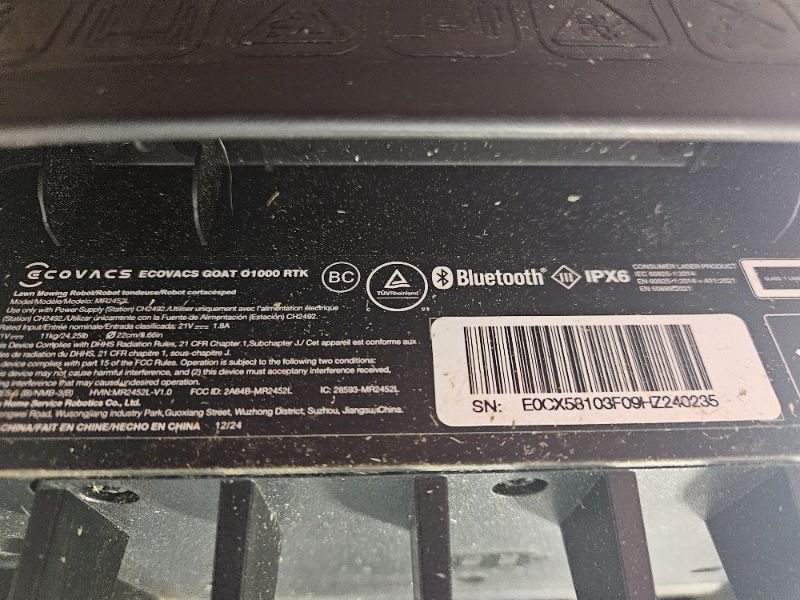 ECOVACS ECOVACS GOAT O1000 RTK
BC
TÜVRheinland
Bluetooth®
III
IPX6
CONSUMER LASER PRODUCT
IEC 60825-1:2014
EN 60825-1:2014 + A11:2021
EN 50689:2021
CLASS 1 LASER
Lawn Mowing Robot/Robot tondeuse/Robot cortacésped
Model/Modèle/Modelo: MR2452L
Use only with Power-Supply (Station) CH2492/Utiliser uniquement avec l'alimentation électrique
(Station) CH2492./Utilizar únicamente con la Fuente de Alimentación (Estación) CH2492.
Rated Input/Entrée nominale/Entrada clasificada: 21V 1.8A
11kg/24.25lb Ø 22cm/8.66in
Device Complies with DHHS, 21 CFR Chapter 1,Subchapter J./ Cet appareil est conforme aux
de radiation du DHHS, 21 CFR chapitre 1, sous-chapitre J.
device complies with part 15 of the FCC Rules. Operation is subject to the following two conditions:
device may not cause harmful interference, and (2) this device must accept any interference received,
interference that may cause undesired operation.
HVIN:MR2452L-V1.0 FCC ID: 2A64B-MR2452L IC: 28593-MR2452L
Service Robotics Co., Ltd.
Road, Wusongjiang Industry Park,Guoxiang Street, Wuzhong District, Suzhou, Jiangsu,China.
CHINA/FAIT EN CHINE/HECHO EN CHINA 12/24
SN: E0CX58103F09HZ240235